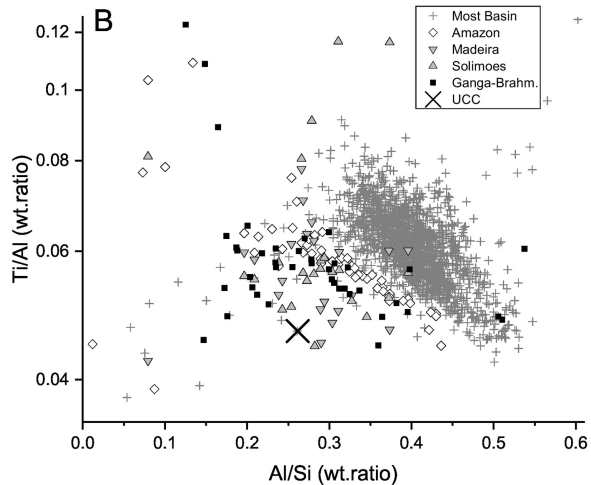 B
Most Basin
Amazon
Madeira
Solimoes
Ganga-Brahm.
UCC
0.12
0.1
0.08
0.06
0.04
Ti/Al (wt.ratio)
0.0 0.1 0.2 0.3 0.4 0.5 0.6
Al/Si (wt.ratio)